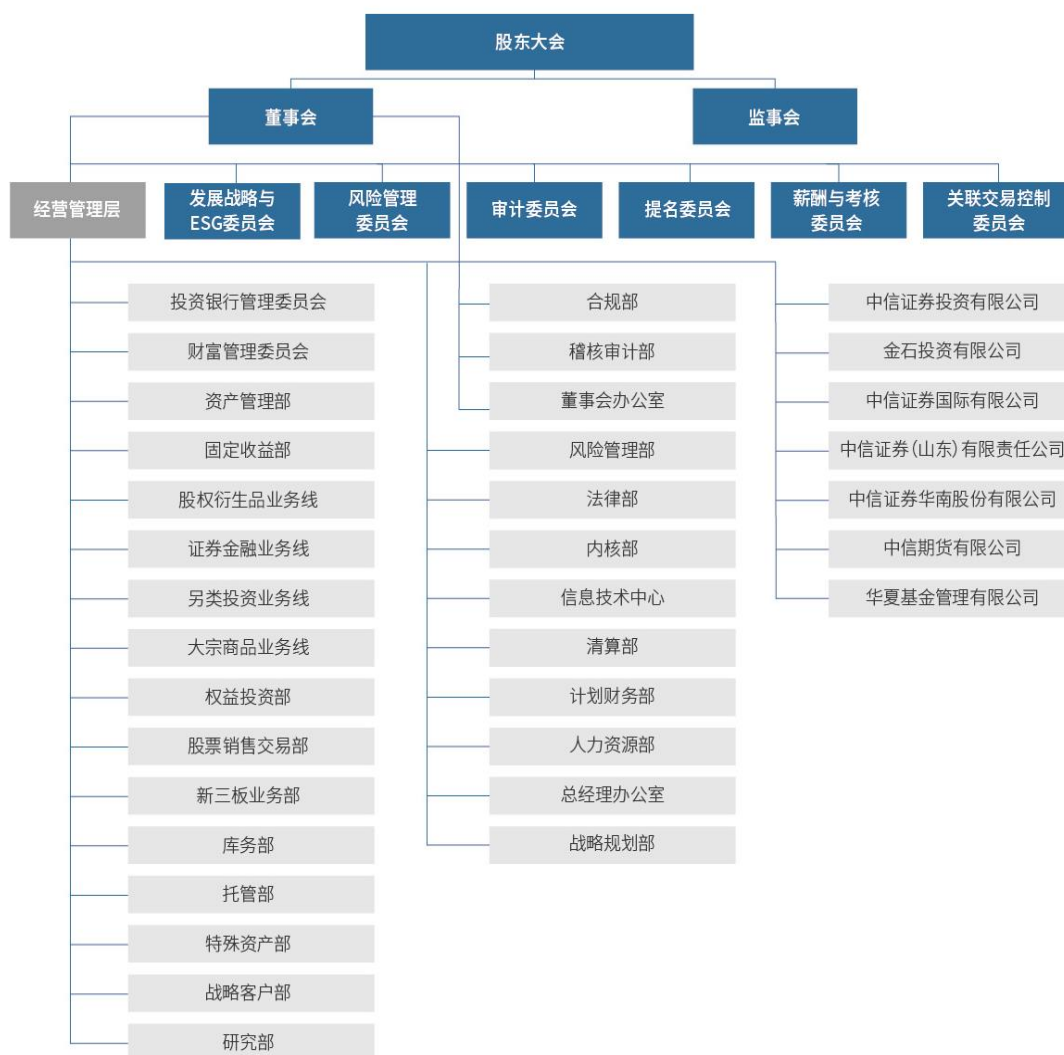 股东大会
董事会
监事会
经营管理层
发展战略与
ESG委员会
风险管理
委员会
审计委员会
提名委员会
薪酬与考核
委员会
关联交易控制
委员会
投资银行管理委员会
财富管理委员会
资产管理部
固定收益部
股权衍生品业务线
证券金融业务线
另类投资业务线
大宗商品业务线
权益投资部
股票销售交易部
新三板业务部
库务部
托管部
特殊资产部
战略客户部
研究部
合规部
稽核审计部
董事会办公室
风险管理部
法律部
内核部
信息技术中心
清算部
计划财务部
人力资源部
总经理办公室
战略规划部
中信证券投资有限公司
金石投资有限公司
中信证券国际有限公司
中信证券(山东)有限责任公司
中信证券华南股份有限公司
中信期货有限公司
华夏基金管理有限公司